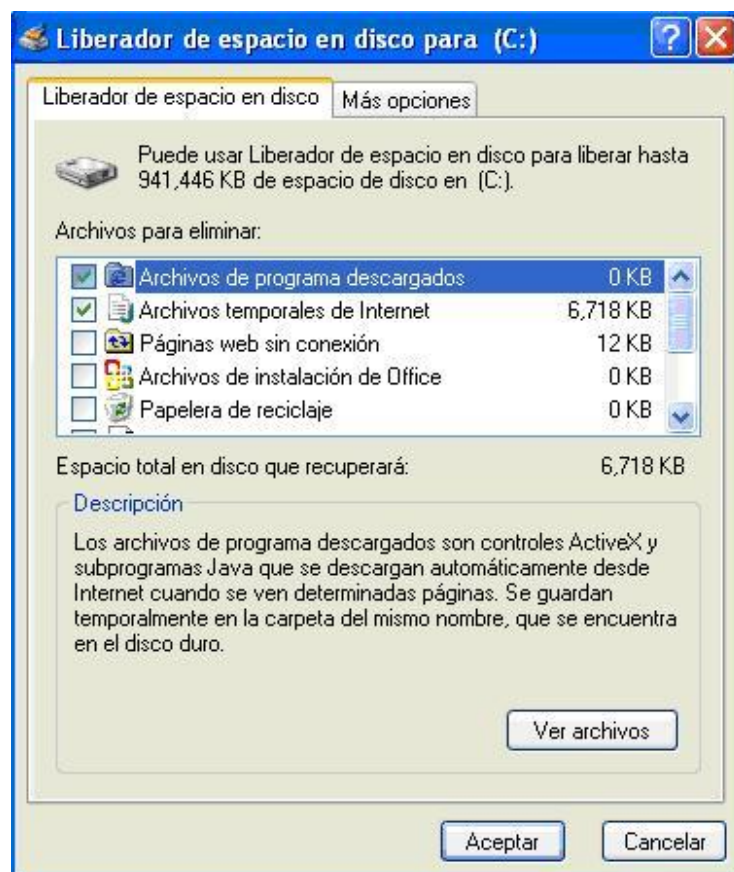 Liberador de espacio en disco para (C:)
Liberador de espacio en disco
Más opciones
Puede usar Liberador de espacio en disco para liberar hasta
941,446 KB de espacio de disco en (C:).
Archivos para eliminar:
Archivos de programa descargados 0 KB
Archivos temporales de Internet 6,718 KB
Páginas web sin conexión 12 KB
Archivos de instalación de Office 0 KB
Papelera de reciclaje 0 KB
Espacio total en disco que recuperará: 6,718 KB
Descripción
Los archivos de programa descargados son controles ActiveX y
subprogramas Java que se descargan automáticamente desde
Internet cuando se ven determinadas páginas. Se guardan
temporalmente en la carpeta del mismo nombre, que se encuentra
en el disco duro.
Ver archivos
Aceptar Cancelar